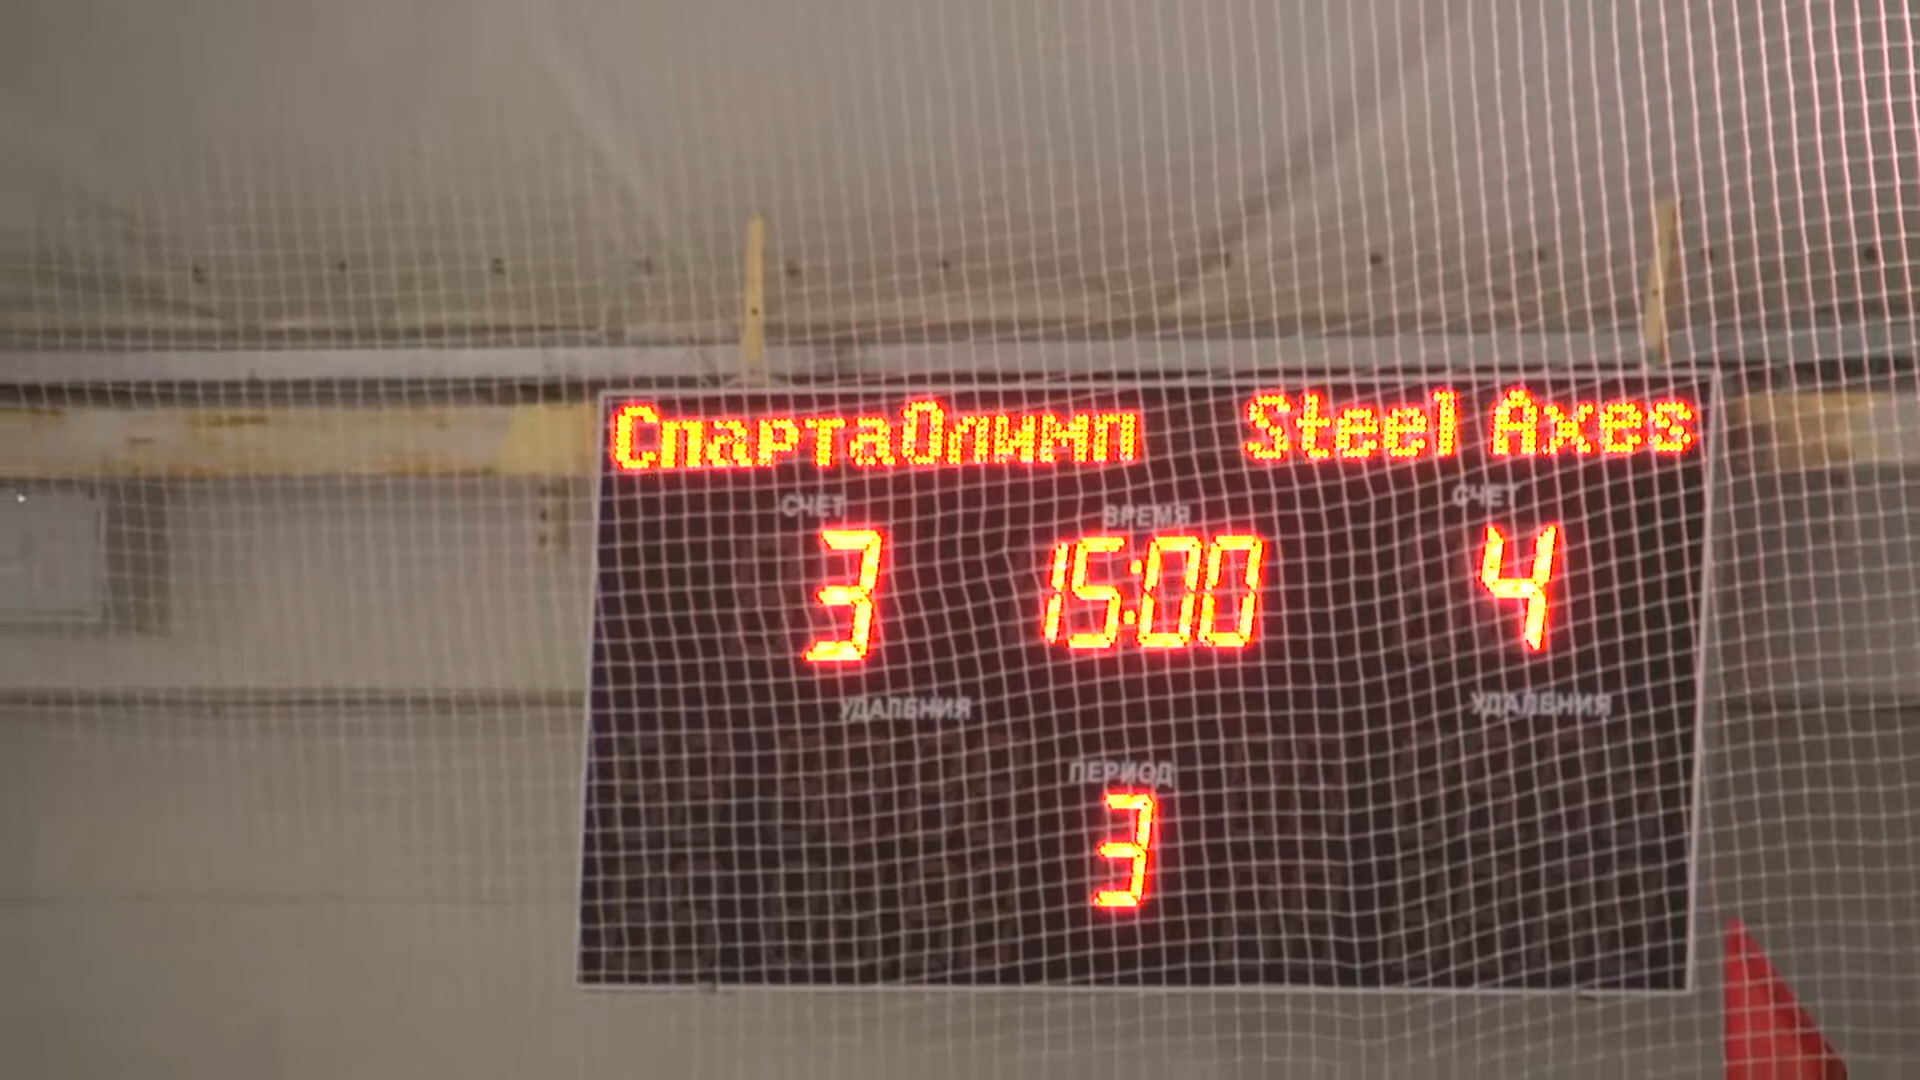 СпартаОлимп Steel Axes
СЧЕТ ВРЕМЯ СЧЕТ
3 15:00 4
УДАЛЕНИЯ УДАЛЕНИЯ
ПЕРИОД
3